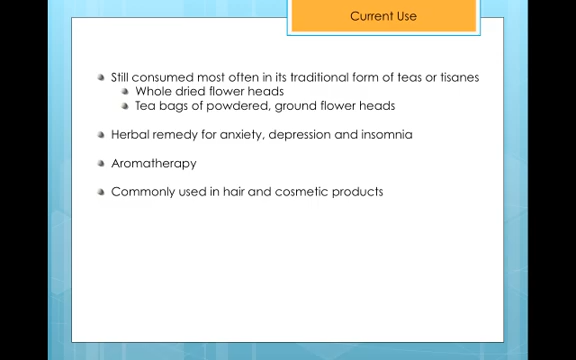 Current Use
Still consumed most often in its traditional form of teas or tisanes
Whole dried flower heads
Tea bags of powdered, ground flower heads
Herbal remedy for anxiety, depression and insomnia
Aromatherapy
Commonly used in hair and cosmetic products